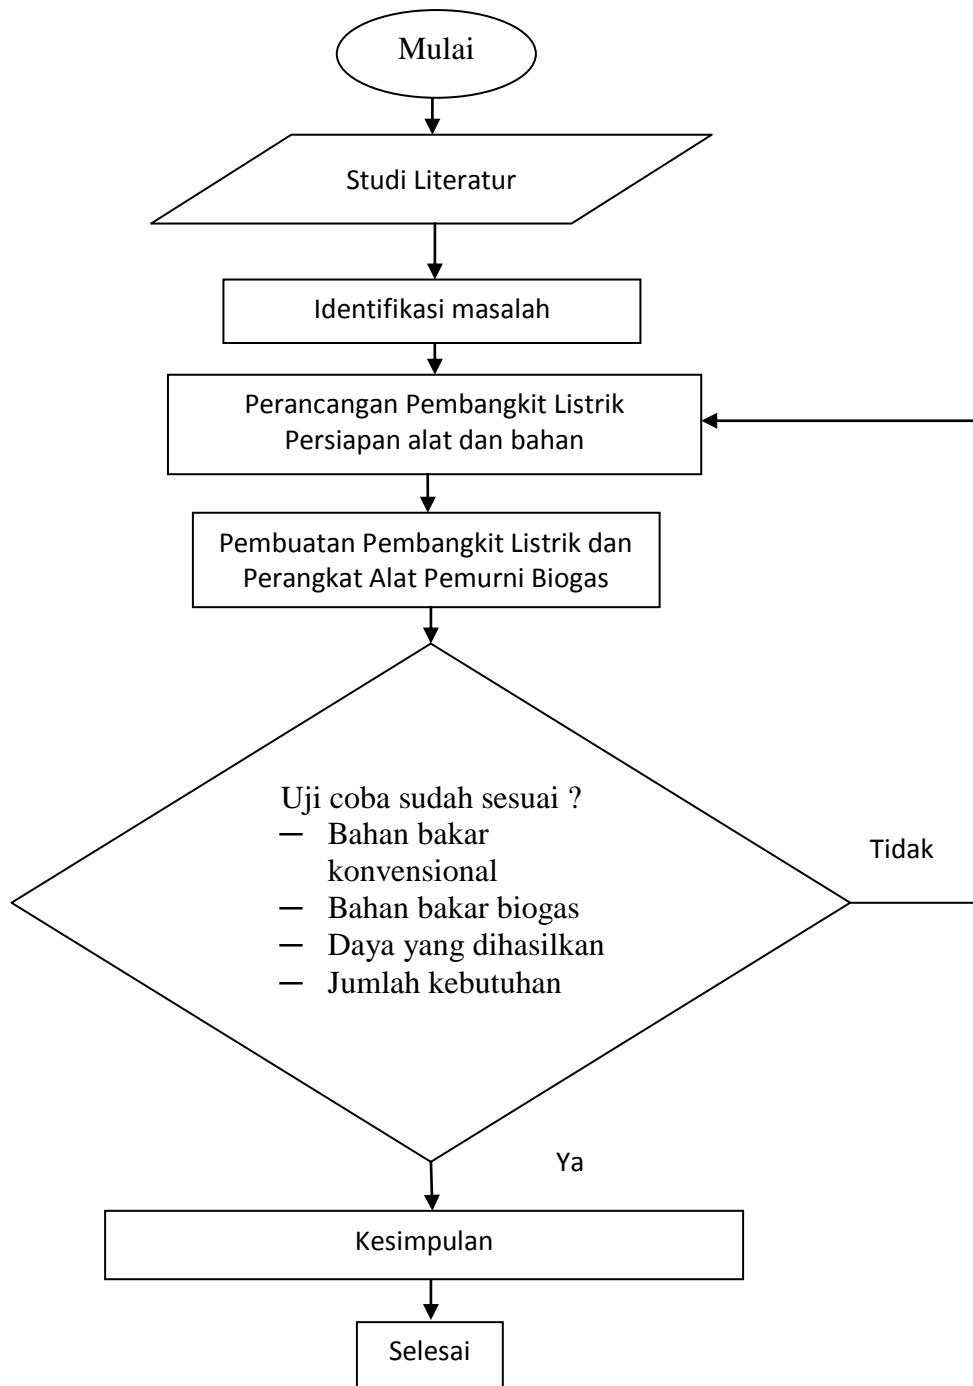 Mulai
Studi Literatur
Identifikasi masalah
Perancangan Pembangkit Listrik
Persiapan alat dan bahan
Pembuatan Pembangkit Listrik dan
Perangkat Alat Pemurni Biogas
Uji coba sudah sesuai ?
─ Bahan bakar
konvensional
─ Bahan bakar biogas
─ Daya yang dihasilkan
─ Jumlah kebutuhan
Tidak
Ya
Kesimpulan
Selesai